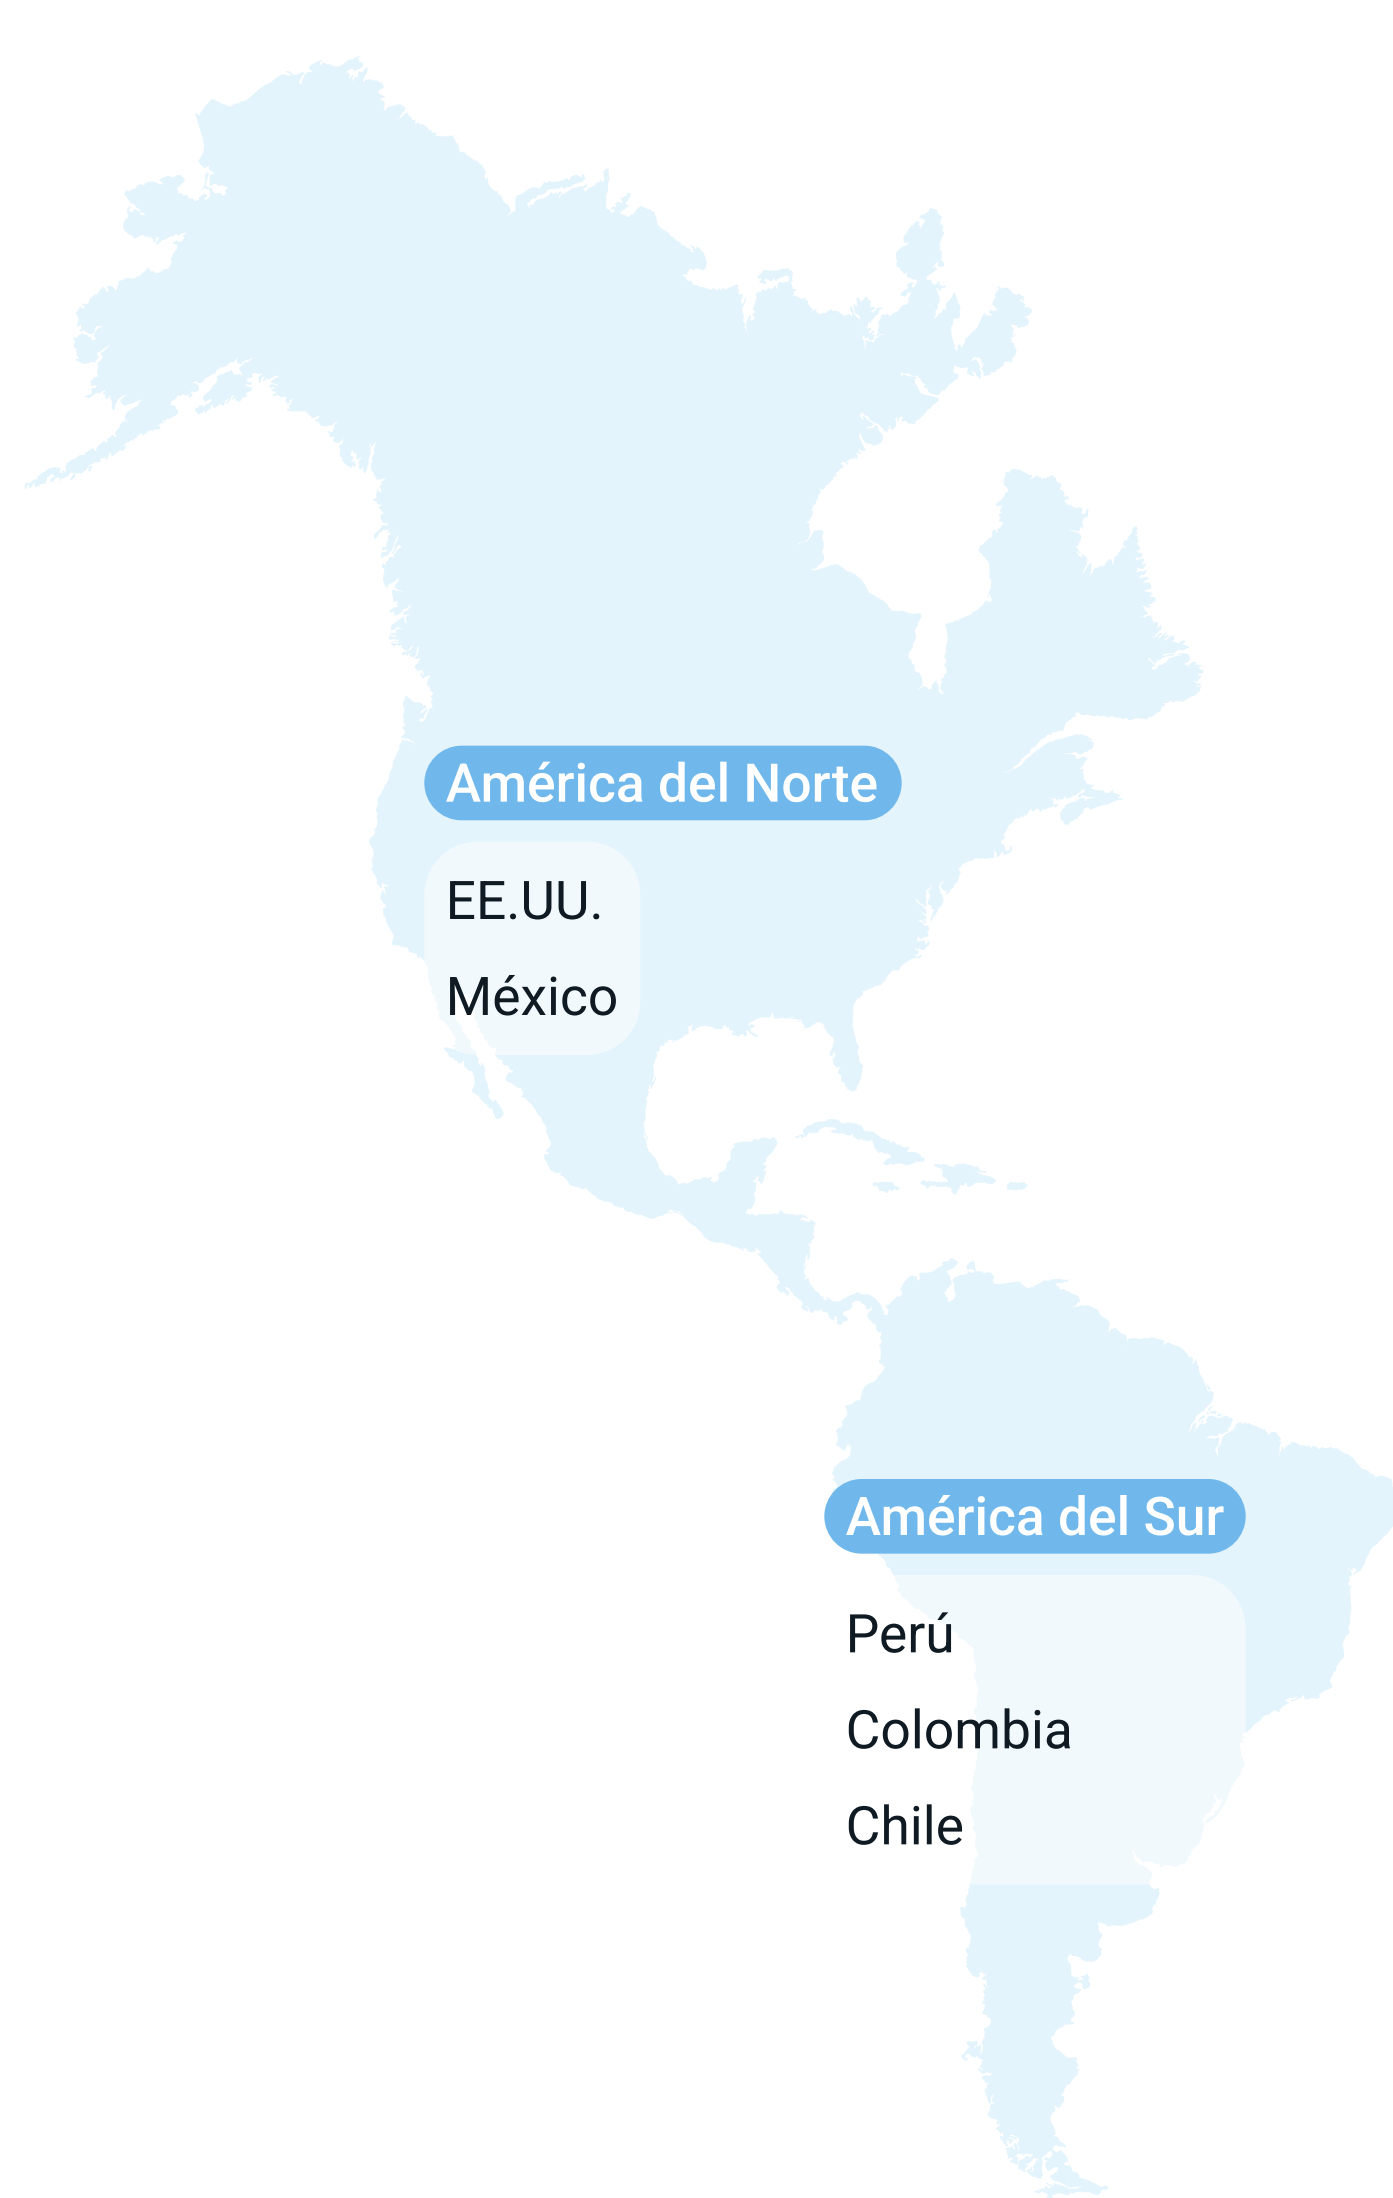 América del Norte
EE.UU.
México
América del Sur
Perú
Colombia
Chile